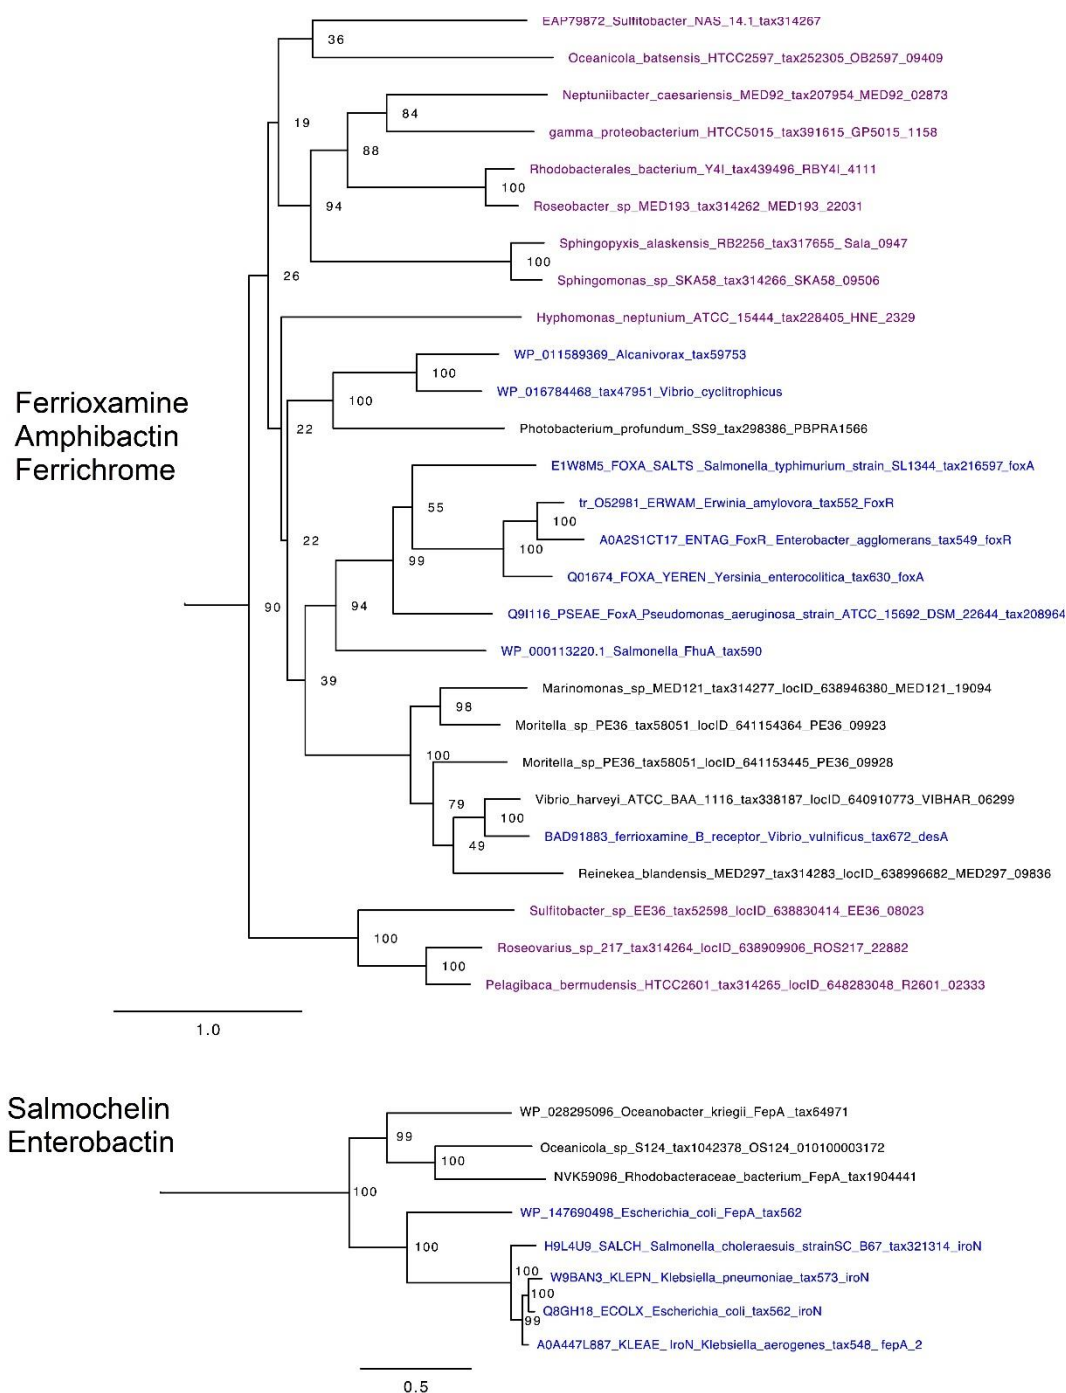 EAP79872_Sulfitobacter_NAS_14.1_tax314267
36
Oceanicola_batsensis_HTCC2597_tax252305_OB2597_09409
Neptuniibacter_caesariensis_MED92_tax207954_MED92_02873
84
19
gamma_proteobacterium_HTCC5015_tax391615_GP5015_1158
88
Rhodobacterales_bacterium_Y4I_tax439496_RBY4I_4111
100
94
Roseobacter_sp_MED193_tax314262_MED193_22031
Sphingopyxis_alaskensis_RB2256_tax317655_Sala_0947
100
26
Sphingomonas_sp_SKA58_tax314266_SKA58_09506
Hyphomonas_neptunium_ATCC_15444_tax228405_HNE_2329
WP_011589369_Alcanivorax_tax59753
100
WP_016784468_tax47951_Vibrio_cyclitrophicus
100
Ferrioxamine
Amphibactin
Ferrichrome
22
Photobacterium_profundum_SS9_tax298386_PBPRA1566
E1W8M5_FOXA_SALTS_Salmonella_typhimurium_strain_SL1344_tax216597_foxA
55
tr_O52981_ERWAM_Erwinia_amylovora_tax552_FoxR
100
22
A0A2S1CT17_ENTAG_FoxR_Enterobacter_agglomerans_tax549_foxR
100
99
Q01674_FOXA_YEREN_Yersinia_enterocolitica_tax630_foxA
90
94
Q9I116_PSEAE_FoxA_Pseudomonas_aeruginosa_strain_ATCC_15692_DSM_22644_tax208964
WP_000113220.1_Salmonella_FhuA_tax590
39
Marinomonas_sp_MED121_tax314277_locID_638946380_MED121_19094
98
Moritella_sp_PE36_tax58051_locID_641154364_PE36_09923
100
Moritella_sp_PE36_tax58051_locID_641153445_PE36_09928
Vibrio_harveyi_ATCC_BAA_1116_tax338187_locID_640910773_VIBHAR_06299
79
100
BAD91883_ferrioxamine_B_receptor_Vibrio_vulnificus_tax672_desA
49
Reinekea_blandensis_MED297_tax314283_locID_638996682_MED297_09836
Sulfitobacter_sp_EE36_tax52598_locID_638830414_EE36_08023
100
Roseovarius_sp_217_tax314264_locID_638909906_ROS217_22882
100
Pelagibaca_bermudensis_HTCC2601_tax314265_locID_648283048_R2601_02333
1.0
Salmochelin
Enterobactin
WP_028295096_Oceanobacter_kriegii_FepA_tax64971
99
Oceanicola_sp_S124_tax1042378_OS124_010100003172
100
NVK59096_Rhodobacteraceae_bacterium_FepA_tax1904441
100
WP_147690498_Escherichia_coli_FepA_tax562
100
H9L4U9_SALCH_Salmonella_choleraesuis_strainSC_B67_tax321314_iroN
100
W9BAN3_KLEPN_Klebsiella_pneumoniae_tax573_iroN
100
Q8GH18_ECOLX_Escherichia_coli_tax562_iroN
99
A0A447L887_KLEAE_IroN_Klebsiella_aerogenes_tax548_fepA_2
0.5